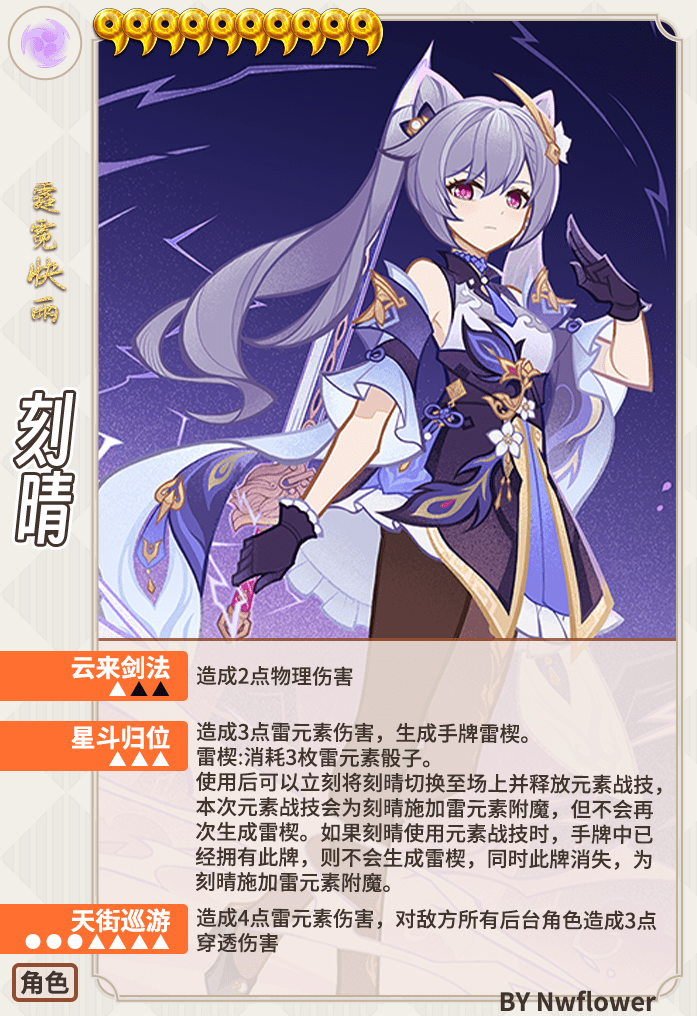 霆霓快雨
刻晴
云来剑法
造成2点物理伤害
星斗归位
造成3点雷元素伤害，生成手牌雷楔。
雷楔:消耗3枚雷元素骰子。
使用后可以立刻将刻晴切换至场上并释放元素战技，
本次元素战技会为刻晴施加雷元素附魔，但不会再
次生成雷楔。如果刻晴使用元素战技时，手牌中已
经拥有此牌，则不会生成雷楔，同时此牌消失，为
刻晴施加雷元素附魔。
天街巡游
造成4点雷元素伤害，对敌方所有后台角色造成3点
穿透伤害
角色
BY Nwflower